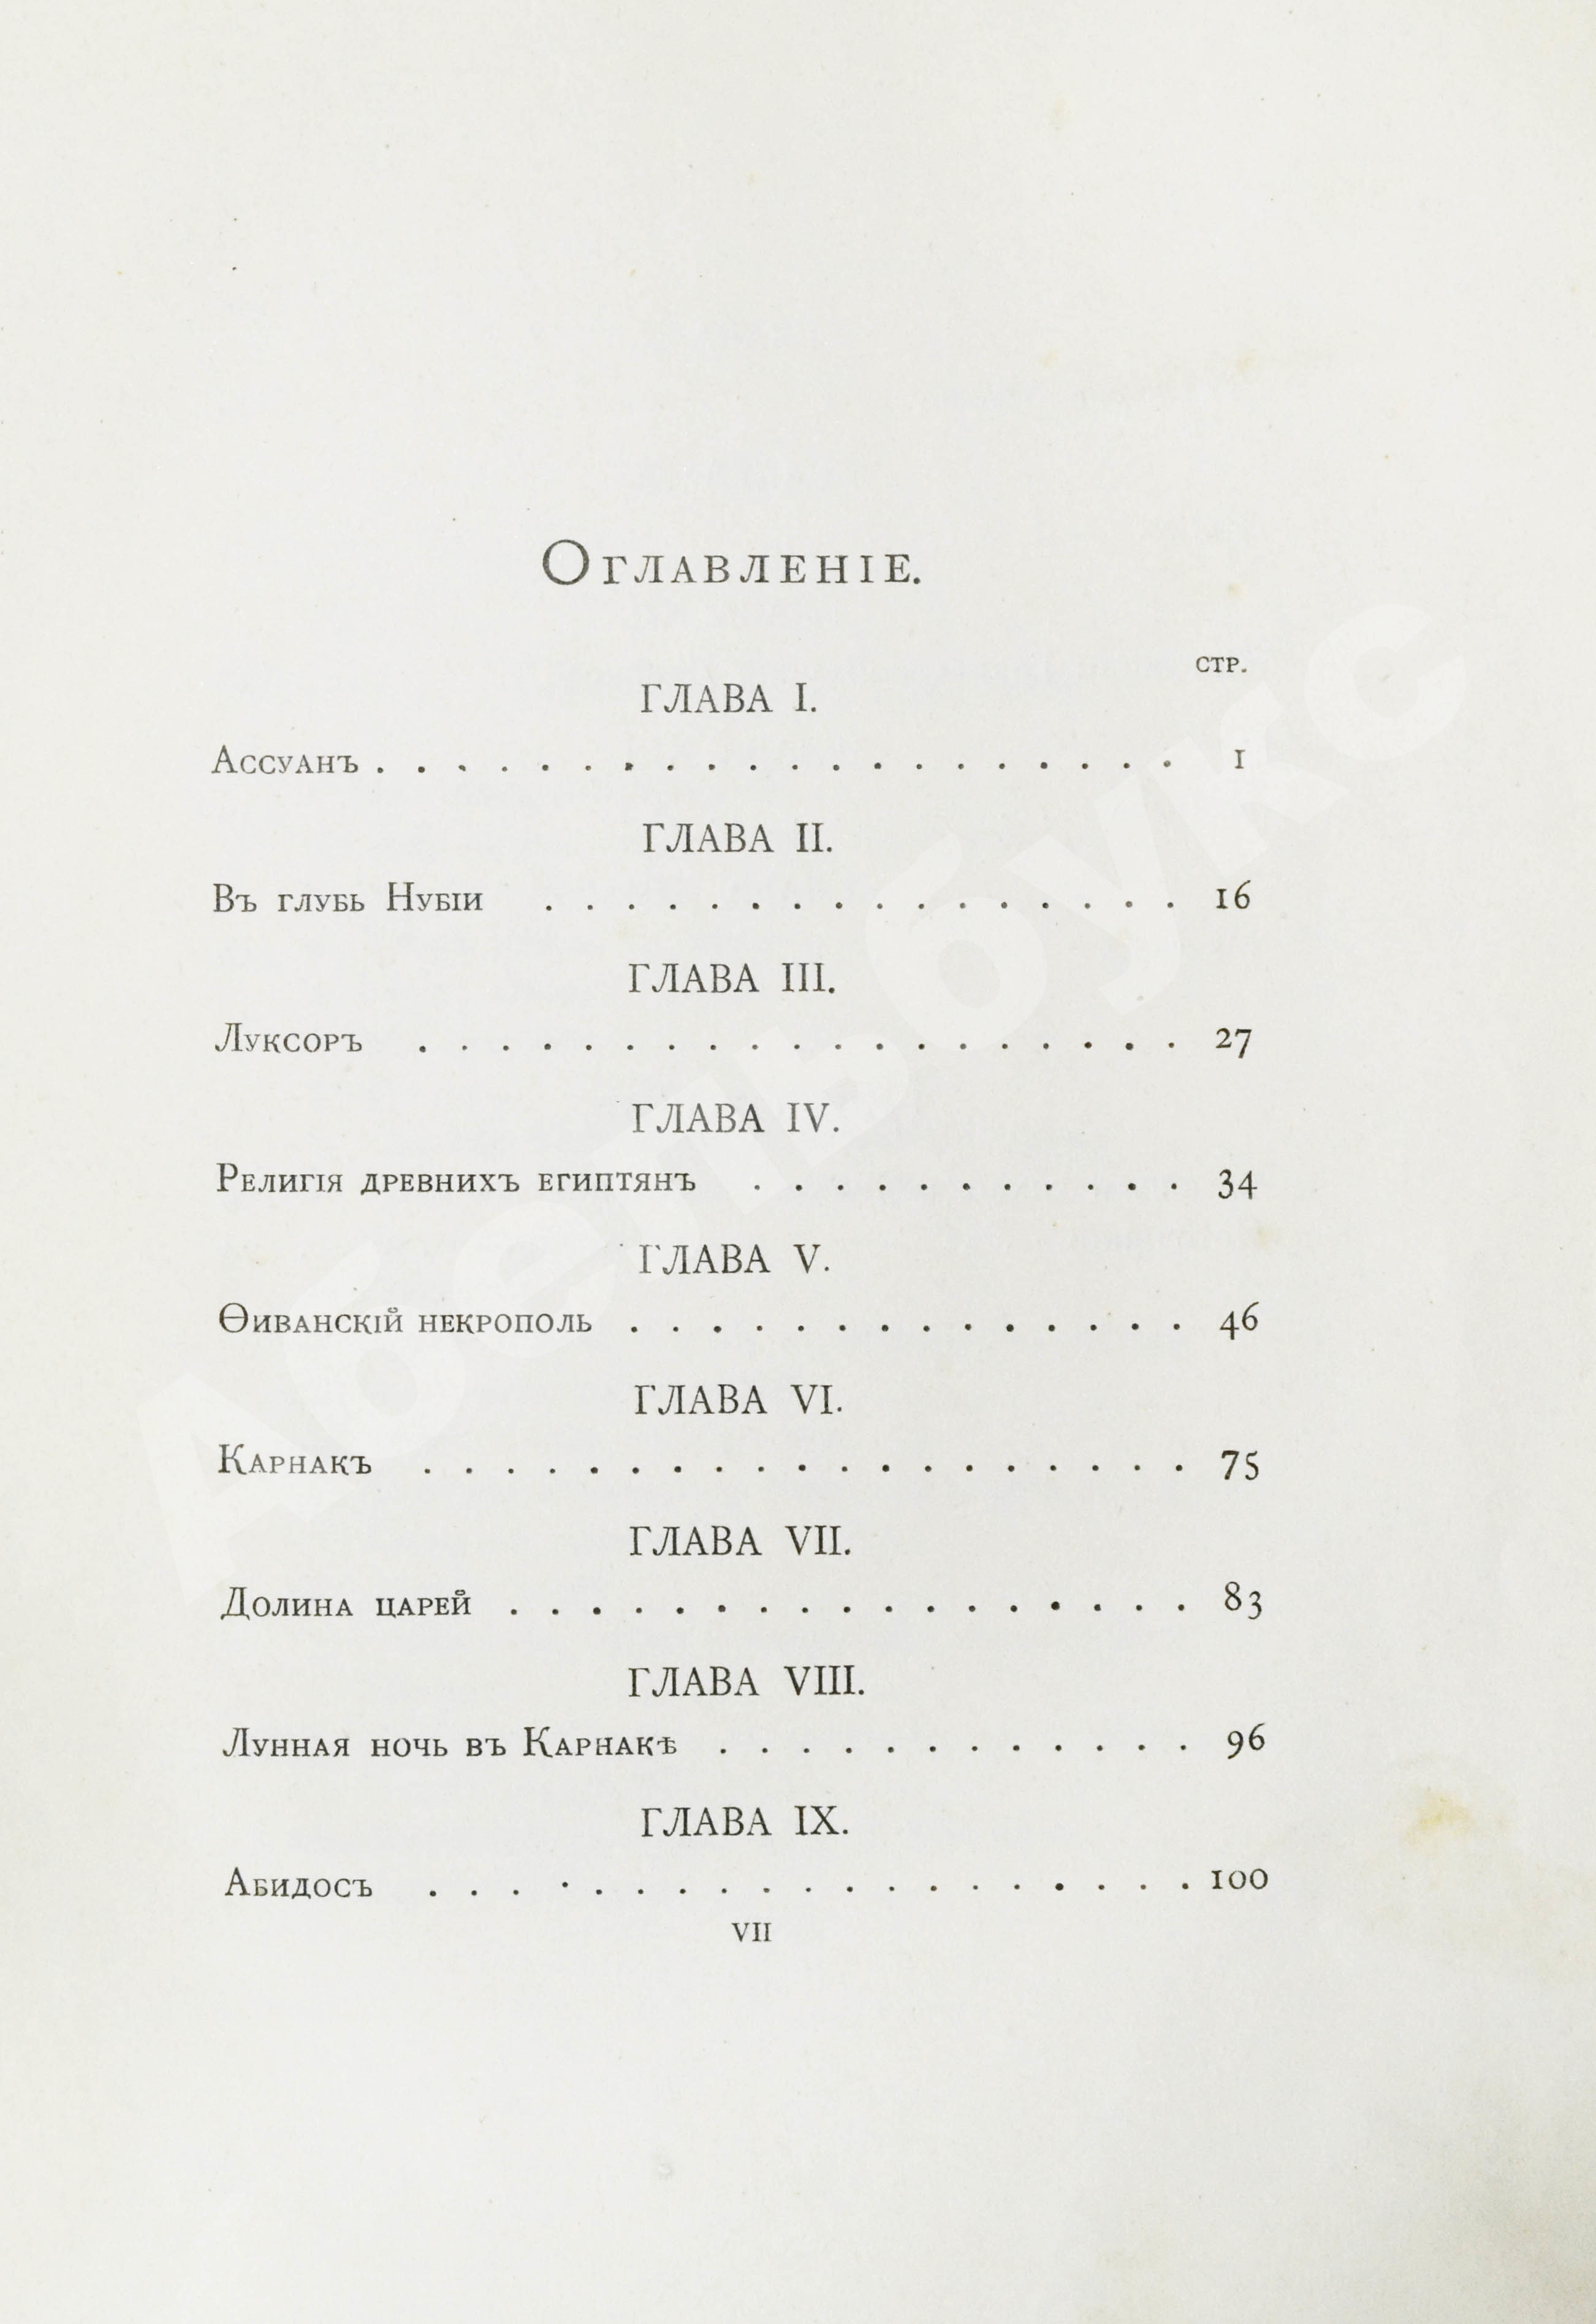 Оглавленіе.
стр.
ГЛАВА I.
Ассуанъ . . . . . . . . . . . . . . . . . . . . 1
ГЛАВА II.
Въ глубь Нубіи . . . . . . . . . . . . . . . . 16
ГЛАВА III.
Луксоръ . . . . . . . . . . . . . . . . . . . 27
ГЛАВА IV.
Религія древнихъ египтянъ . . . . . . . . . . . 34
ГЛАВА V.
Ѳиванскій некрополь . . . . . . . . . . . . . . 46
ГЛАВА VI.
Карнакъ . . . . . . . . . . . . . . . . . . . 75
ГЛАВА VII.
Долина царей . . . . . . . . . . . . . . . . . 83
ГЛАВА VIII.
Лунная ночь въ Карнакѣ . . . . . . . . . . . . 96
ГЛАВА IX.
Абидосъ . . . . . . . . . . . . . . . . . . . 100
VII
Абельбукс